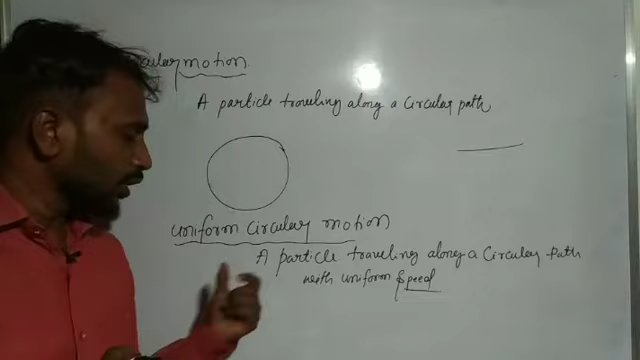 cular motion
A particle traveling along a Circular path
uniform Circular motion
A particle traveling along a Circular path
with uniform speed